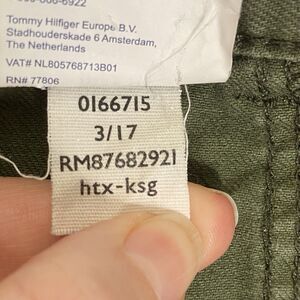 Tommy Hilfiger Europe B.V.
Stadhouderskade 6 Amsterdam,
The Netherlands
VAT# NL805768713B01
RN# 77806
0166715
3/17
RM87682921
htx-ksg